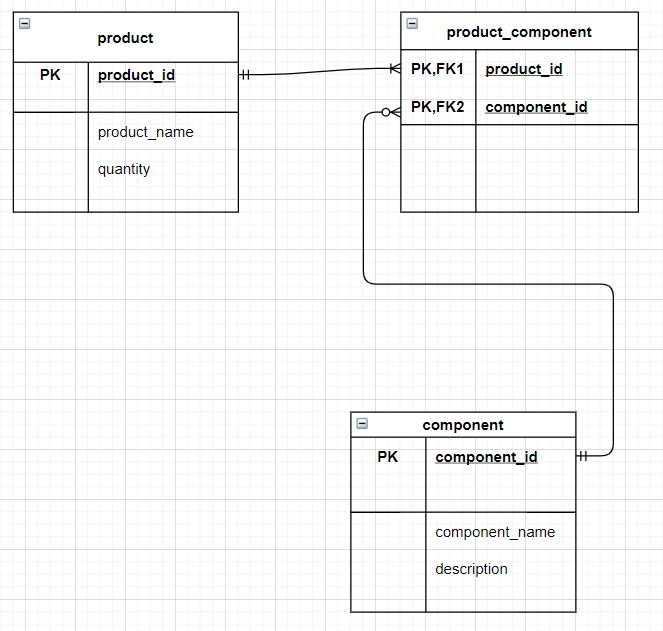 product
PK product_id
product_name
quantity
product_component
PK,FK1 product_id
PK,FK2 component_id
component
PK component_id
component_name
description